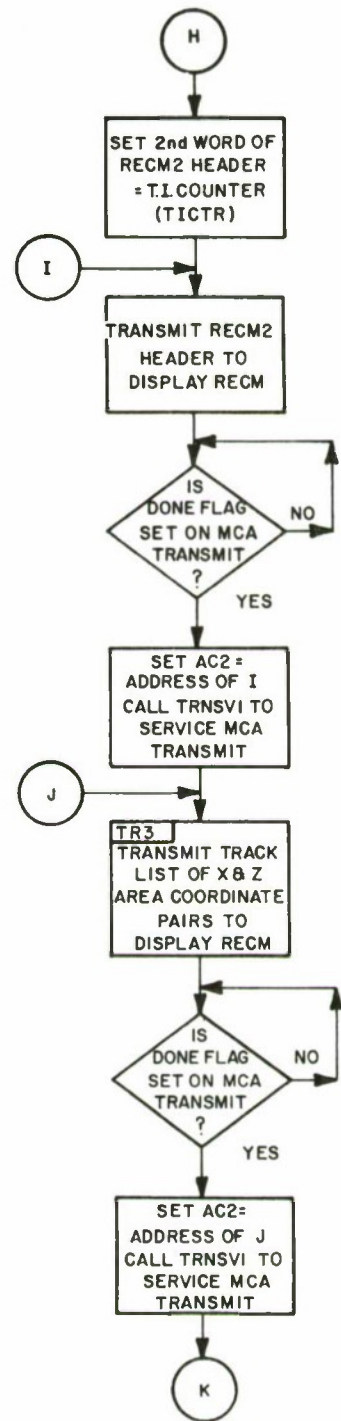 H
SET 2nd WORD OF
RECM2 HEADER
= T.I. COUNTER
(TICTR)
I
TRANSMIT RECM2
HEADER TO
DISPLAY RECM
IS
DONE FLAG
SET ON MCA
TRANSMIT
?
NO
YES
SET AC2=
ADDRESS OF I
CALL TRNSVI TO
SERVICE MCA
TRANSMIT
J
TR3
TRANSMIT TRACK
LIST OF X & Z
AREA COORDINATE
PAIRS TO
DISPLAY RECM
IS
DONE FLAG
SET ON MCA
TRANSMIT
?
NO
YES
SET AC2=
ADDRESS OF J
CALL TRNSVI TO
SERVICE MCA
TRANSMIT
K